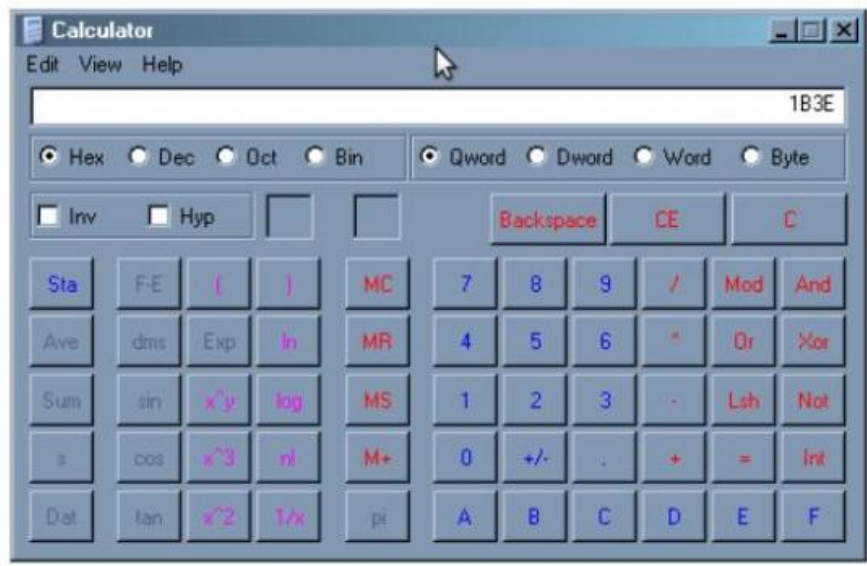 Calculator
Edit View Help
1B3E
Hex Dec Oct Bin Qword Dword Word Byte
Inv Hyp Backspace CE C
Sta F-E ( ) MC 7 8 9 / Mod And
Ave dms Exp ln MR 4 5 6 * Or Xor
Sum sin x^y log MS 1 2 3 - Lsh Not
s cos x^3 n! M+ 0 +/- . + = Int
Dat tan x^2 1/x pi A B C D E F